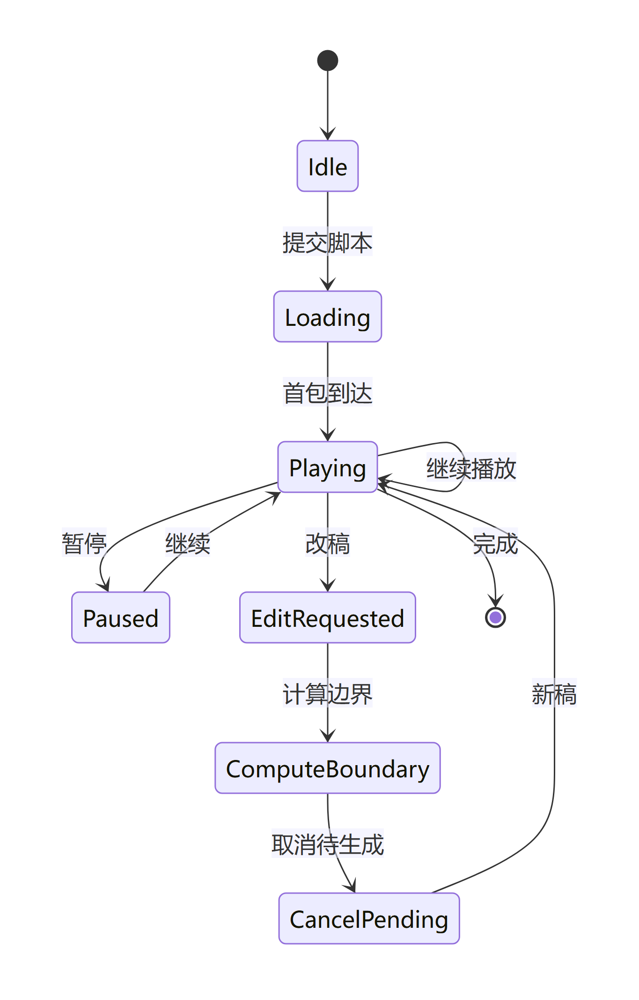 Idle
提交脚本
Loading
首包到达
Playing
继续播放
暂停
继续
改稿
完成
Paused
EditRequested
计算边界
新稿
ComputeBoundary
取消待生成
CancelPending